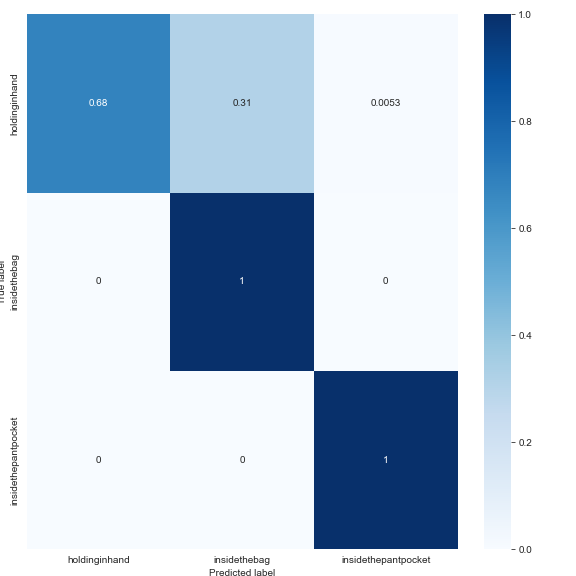 1.0
holdinginhand
0.68
0.31
0.0053
0.8
0.6
True label
insidethebag
0
1
0
0.4
insidethepantpocket
0
0
1
0.2
0.0
holdinginhand
insidethebag
insidethepantpocket
Predicted label